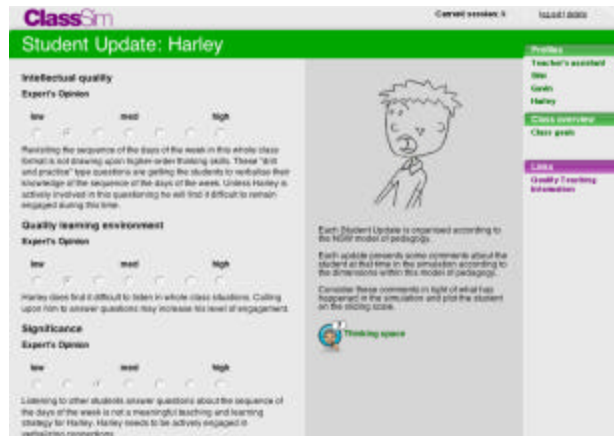 ClassSim
Current session: 
logout | debre
Student Update: Harley
Intellectual quality
Expert's Opinion
low med high
Revisiting the sequence of the days of the week in this whole class
format is not drawing upon higher order thinking skills. These "drill
and practice" type questions are getting the students to verbalise their
knowledge of the sequence of the days of the week. Unless Harley is
actively involved in this questioning he will find it difficult to remain
engaged during this time.
Quality learning environment
Expert's Opinion
low med high
Harley does find it difficult to listen in whole class situations. Calling
upon him to answer questions may increase his level of engagement.
Significance
Expert's Opinion
low med high
Listening to other students answer questions about the sequence of
the days of the week is not a meaningful teaching and learning
strategy for Harley. Harley needs to be actively engaged in
verbalizing connections
Each Student Update is organised according to
the NSW model of pedagogy.
Each update presents some comments about the
student at that time in the simulation according to
the dimensions within this model of pedagogy.
Consider these comments in light of what has
happened in the simulation and plot the student
on the sliding scale.
Thinking space
Profiles
Teacher's assistant
Gavin
Harley
Class overview
Class goals
Links
Quality Teaching
Information